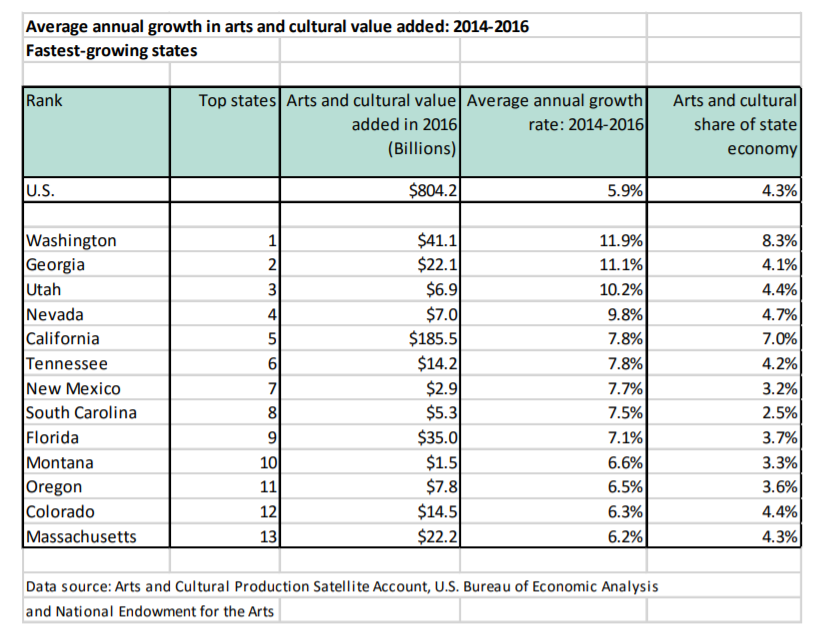 Average annual growth in arts and cultural value added: 2014-2016
Fastest-growing states
Rank Top states Arts and cultural value added in 2016 (Billions) Average annual growth rate: 2014-2016 Arts and cultural share of state economy
U.S. $804.2 5.9% 4.3%
Washington 1 $41.1 11.9% 8.3%
Georgia 2 $22.1 11.1% 4.1%
Utah 3 $6.9 10.2% 4.4%
Nevada 4 $7.0 9.8% 4.7%
California 5 $185.5 7.8% 7.0%
Tennessee 6 $14.2 7.8% 4.2%
New Mexico 7 $2.9 7.7% 3.2%
South Carolina 8 $5.3 7.5% 2.5%
Florida 9 $35.0 7.1% 3.7%
Montana 10 $1.5 6.6% 3.3%
Oregon 11 $7.8 6.5% 3.6%
Colorado 12 $14.5 6.3% 4.4%
Massachusetts 13 $22.2 6.2% 4.3%
Data source: Arts and Cultural Production Satellite Account, U.S. Bureau of Economic Analysis
and National Endowment for the Arts